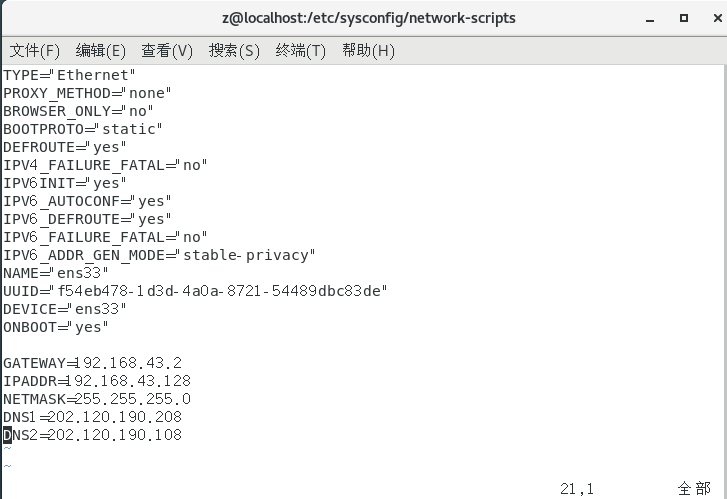 z@localhost:/etc/sysconfig/network-scripts
文件(F) 编辑(E) 查看(V) 搜索(S) 终端(T) 帮助(H)
TYPE="Ethernet"
PROXY_METHOD="none"
BROWSER_ONLY="no"
BOOTPROTO="static"
DEFROUTE="yes"
IPV4_FAILURE_FATAL="no"
IPV6INIT="yes"
IPV6_AUTOCONF="yes"
IPV6_DEFROUTE="yes"
IPV6_FAILURE_FATAL="no"
IPV6_ADDR_GEN_MODE="stable-privacy"
NAME="ens33"
UUID="f54eb478-1d3d-4a0a-8721-54489dbc83de"
DEVICE="ens33"
ONBOOT="yes"
GATEWAY=192.168.43.2
IPADDR=192.168.43.128
NETMASK=255.255.255.0
DNS1=202.120.190.208
DNS2=202.120.190.108
~
~
21,1 全部